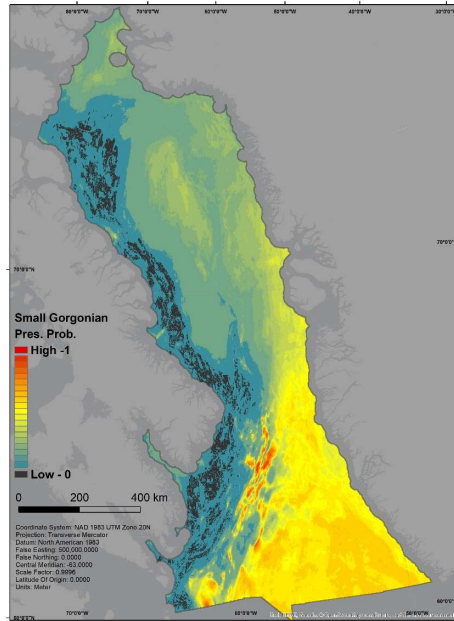 80°0'0"W 70°0'0"W 60°0'0"W 50°0'0"W 40°0'0"W 30°0'0"W
70°0'0"N
70°0'0"N
Small Gorgonian
Pres. Prob.
High -1
Low - 0
0 200 400 km
Coordinate System: NAD 1983 UTM Zone 20N
Projection: Transverse Mercator
Datum: North American 1983
False Easting: 500,000.0000
False Northing: 0.0000
Central Meridian: -63.0000
Scale Factor: 0.9996
Latitude Of Origin: 0.0000
Units: Meter
60°0'0"N
70°0'0"W 60°0'0"W